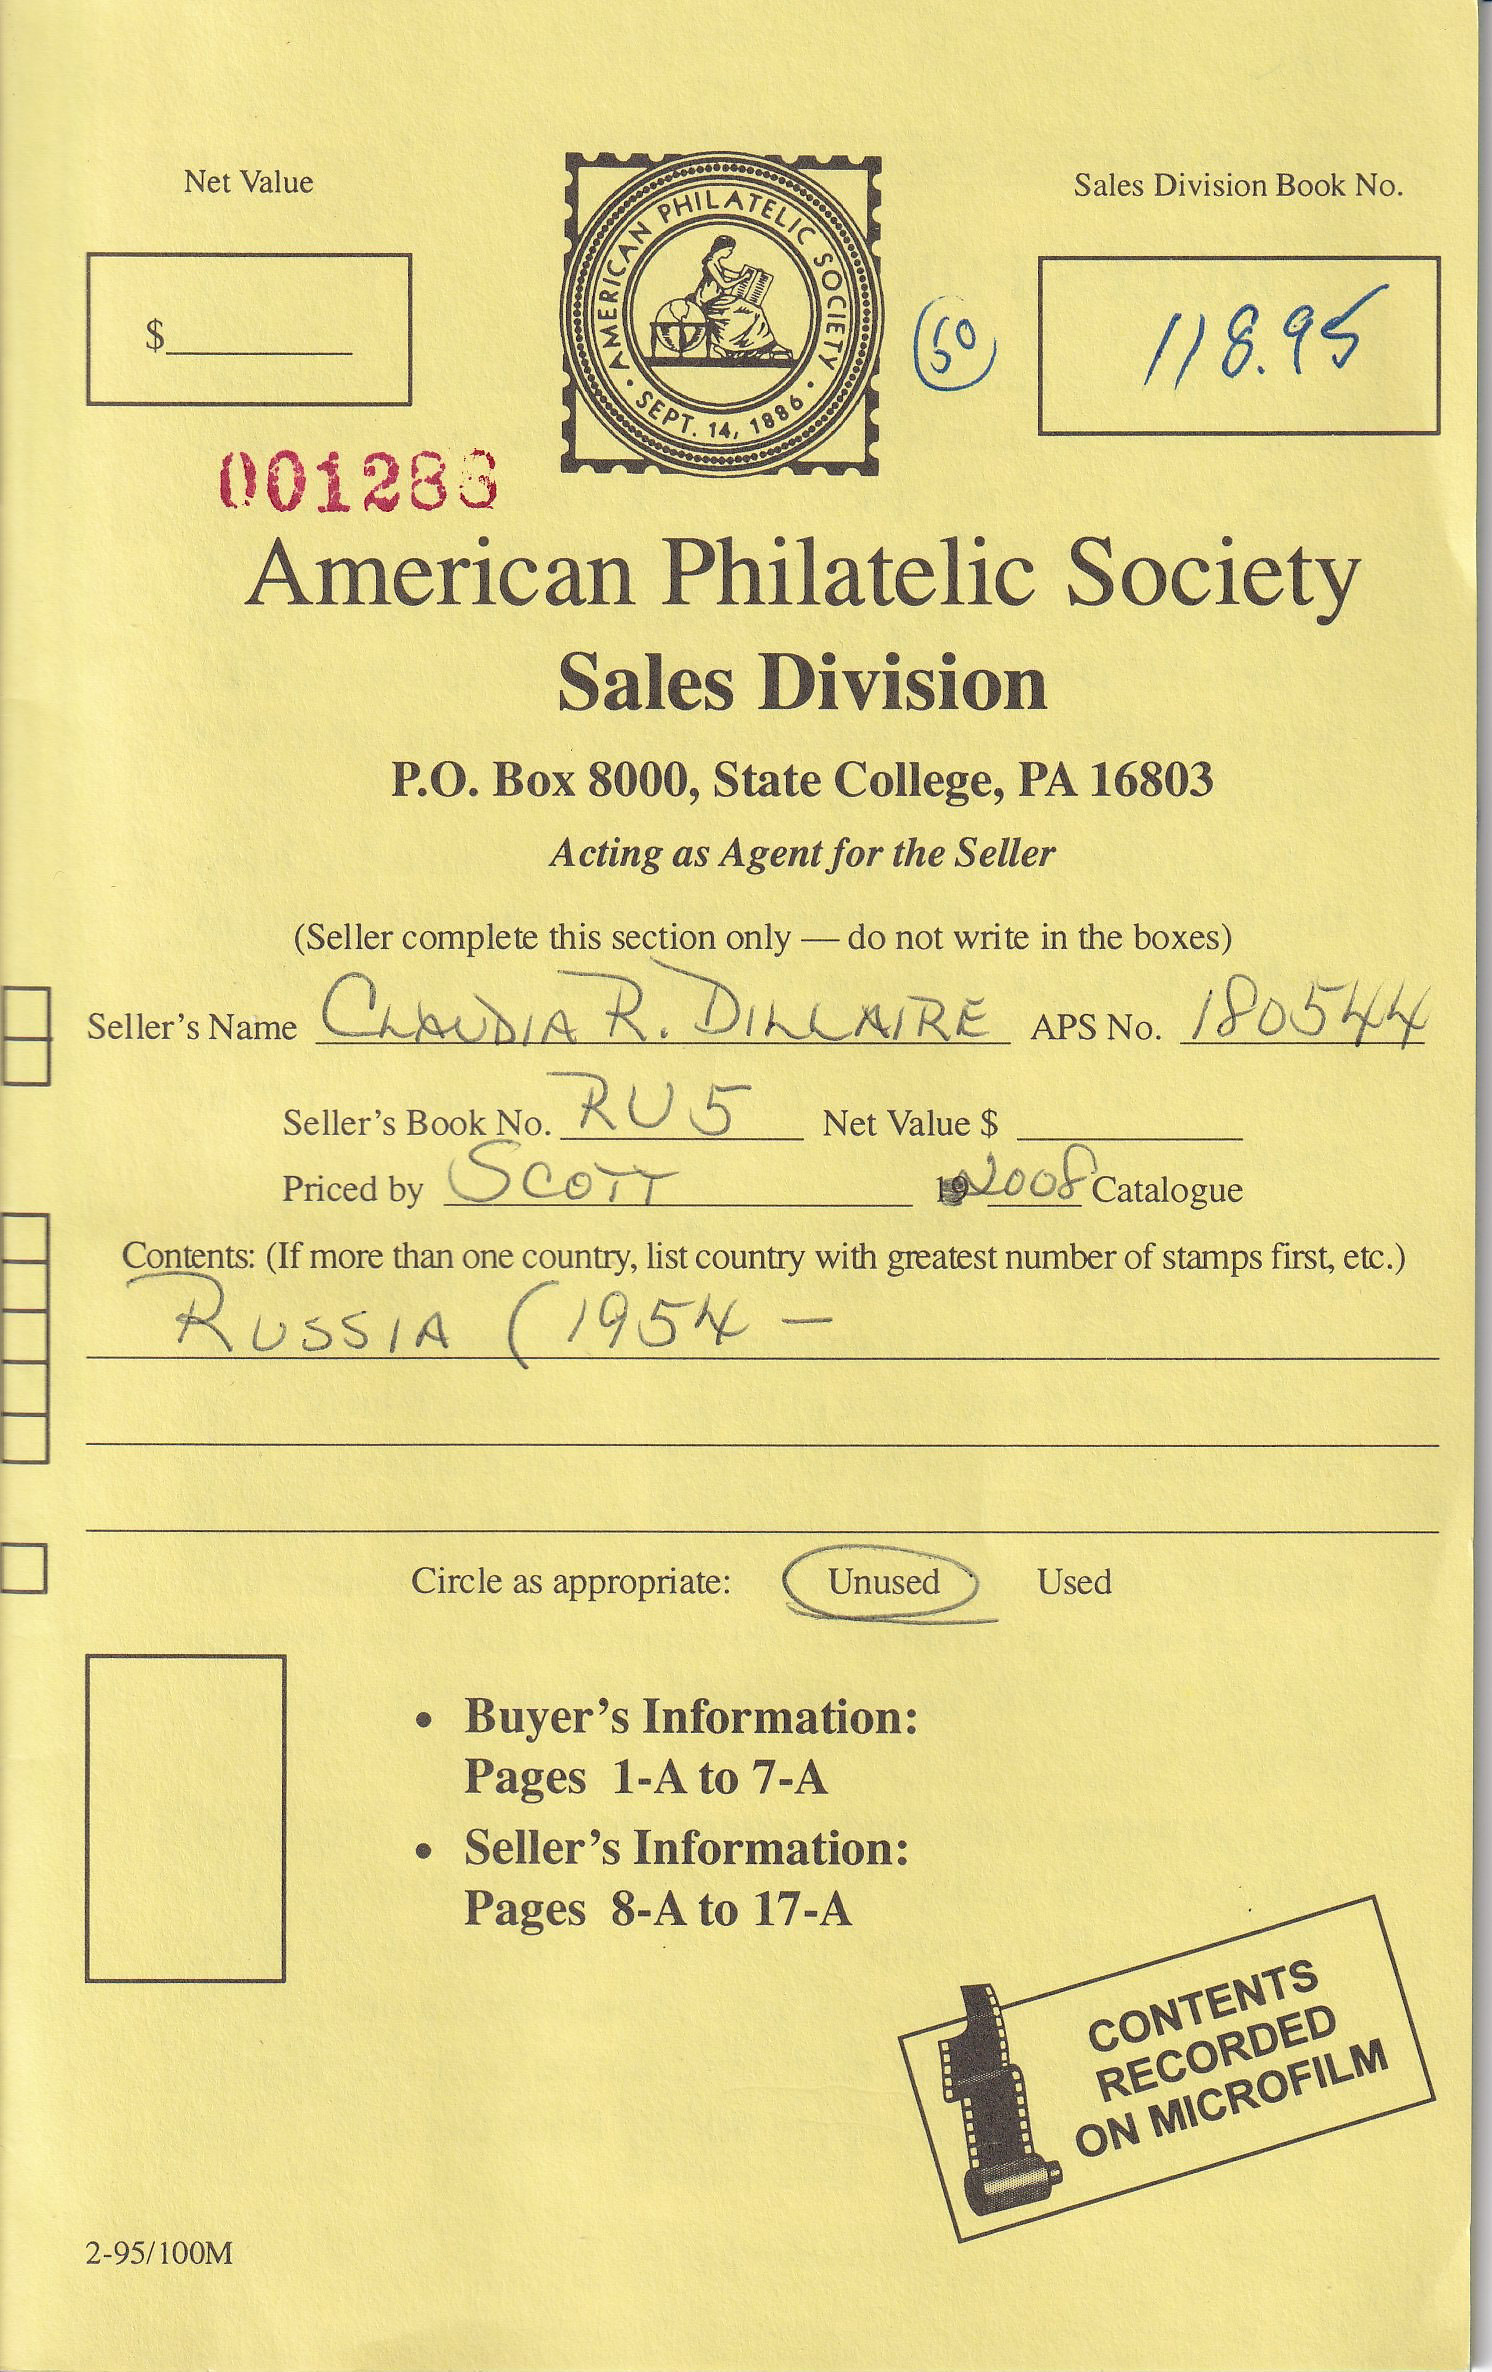 Net Value
Sales Division Book No.
AMERICAN PHILATELIC SOCIETY
· SEPT. 14, 1886 ·
$
50
118.95
001288
American Philatelic Society
Sales Division
P.O. Box 8000, State College, PA 16803
Acting as Agent for the Seller
(Seller complete this section only — do not write in the boxes)
Seller's Name CLAUDIA R. DILLAIRE APS No. 180544
Seller's Book No. RU 5 Net Value $
Priced by SCOTT 19 2008 Catalogue
Contents: (If more than one country, list country with greatest number of stamps first, etc.)
RUSSIA (1954 –
Circle as appropriate: Unused Used
• Buyer's Information:
Pages 1-A to 7-A
• Seller's Information:
Pages 8-A to 17-A
CONTENTS
RECORDED
ON MICROFILM
2-95/100M